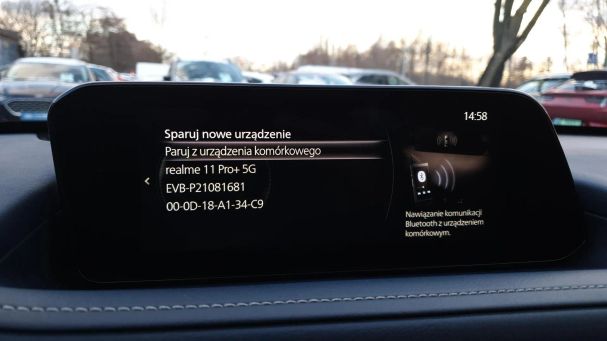 14:58
Sparuj nowe urządzenie
Paruj z urządzenia komórkowego
realme 11 Pro+ 5G
EVB-P21081681
00-0D-18-A1-34-C9
Nawiązanie komunikacji
Bluetooth z urządzeniem
komórkowym.